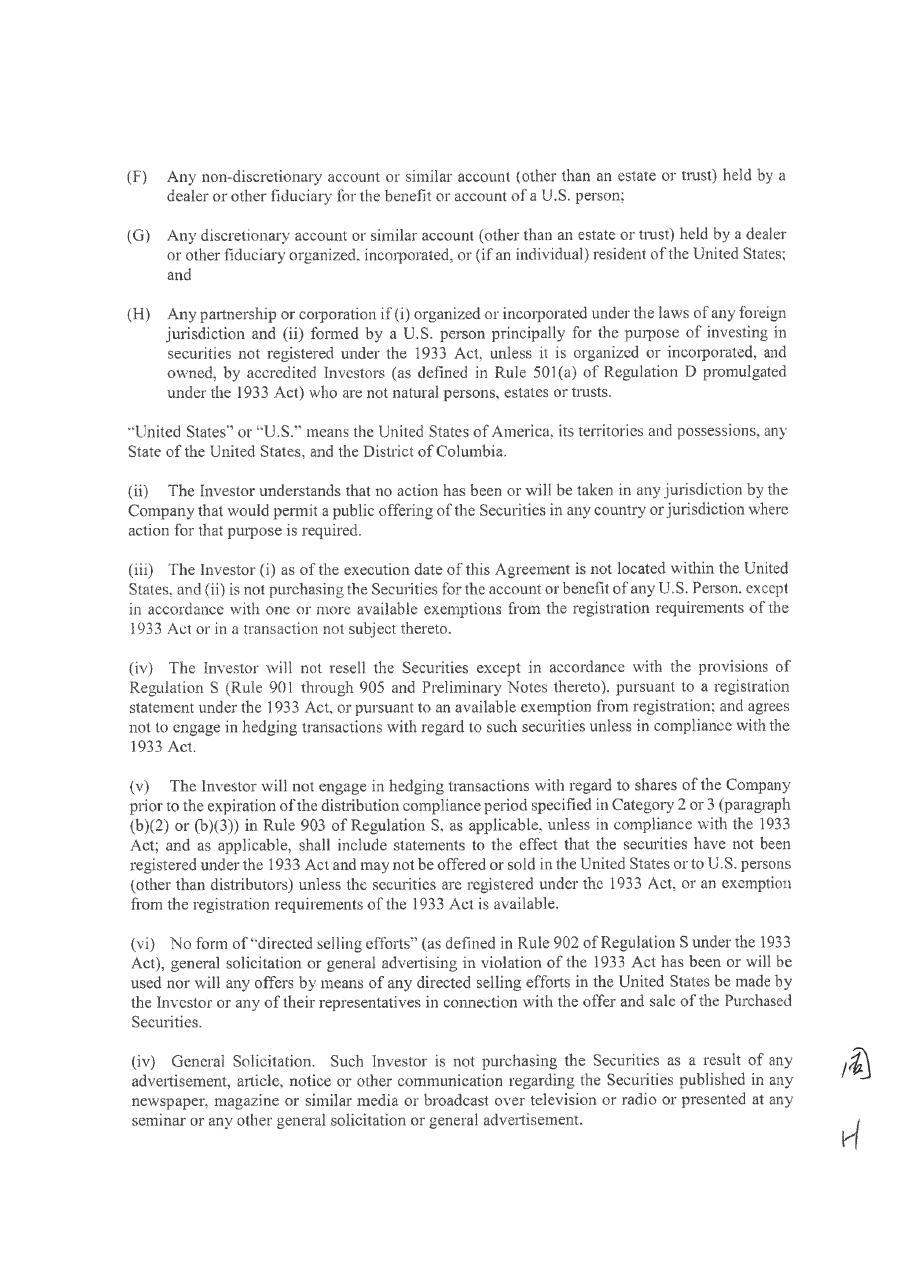 (F) Any non-discretionary account or similar account (other than an estate or trust) held by a
dealer or other fiduciary for the benefit or account of a U.S. person;
(G) Any discretionary account or similar account (other than an estate or trust) held by a dealer
or other fiduciary organized, incorporated, or (if an individual) resident of the United States;
and
(H) Any partnership or corporation if (i) organized or incorporated under the laws of any foreign
jurisdiction and (ii) formed by a U.S. person principally for the purpose of investing in
securities not registered under the 1933 Act, unless it is organized or incorporated, and
owned, by accredited Investors (as defined in Rule 501(a) of Regulation D promulgated
under the 1933 Act) who are not natural persons, estates or trusts.
“United States” or “U.S.” means the United States of America, its territories and possessions, any
State of the United States, and the District of Columbia.
(ii) The Investor understands that no action has been or will be taken in any jurisdiction by the
Company that would permit a public offering of the Securities in any country or jurisdiction where
action for that purpose is required.
(iii) The Investor (i) as of the execution date of this Agreement is not located within the United
States, and (ii) is not purchasing the Securities for the account or benefit of any U.S. Person, except
in accordance with one or more available exemptions from the registration requirements of the
1933 Act or in a transaction not subject thereto.
(iv) The Investor will not resell the Securities except in accordance with the provisions of
Regulation S (Rule 901 through 905 and Preliminary Notes thereto), pursuant to a registration
statement under the 1933 Act, or pursuant to an available exemption from registration; and agrees
not to engage in hedging transactions with regard to such securities unless in compliance with the
1933 Act.
(v) The Investor will not engage in hedging transactions with regard to shares of the Company
prior to the expiration of the distribution compliance period specified in Category 2 or 3 (paragraph
(b)(2) or (b)(3)) in Rule 903 of Regulation S, as applicable, unless in compliance with the 1933
Act; and as applicable, shall include statements to the effect that the securities have not been
registered under the 1933 Act and may not be offered or sold in the United States or to U.S. persons
(other than distributors) unless the securities are registered under the 1933 Act, or an exemption
from the registration requirements of the 1933 Act is available.
(vi) No form of “directed selling efforts” (as defined in Rule 902 of Regulation S under the 1933
Act), general solicitation or general advertising in violation of the 1933 Act has been or will be
used nor will any offers by means of any directed selling efforts in the United States be made by
the Investor or any of their representatives in connection with the offer and sale of the Purchased
Securities.
(iv) General Solicitation. Such Investor is not purchasing the Securities as a result of any
advertisement, article, notice or other communication regarding the Securities published in any
newspaper, magazine or similar media or broadcast over television or radio or presented at any
seminar or any other general solicitation or general advertisement.
H